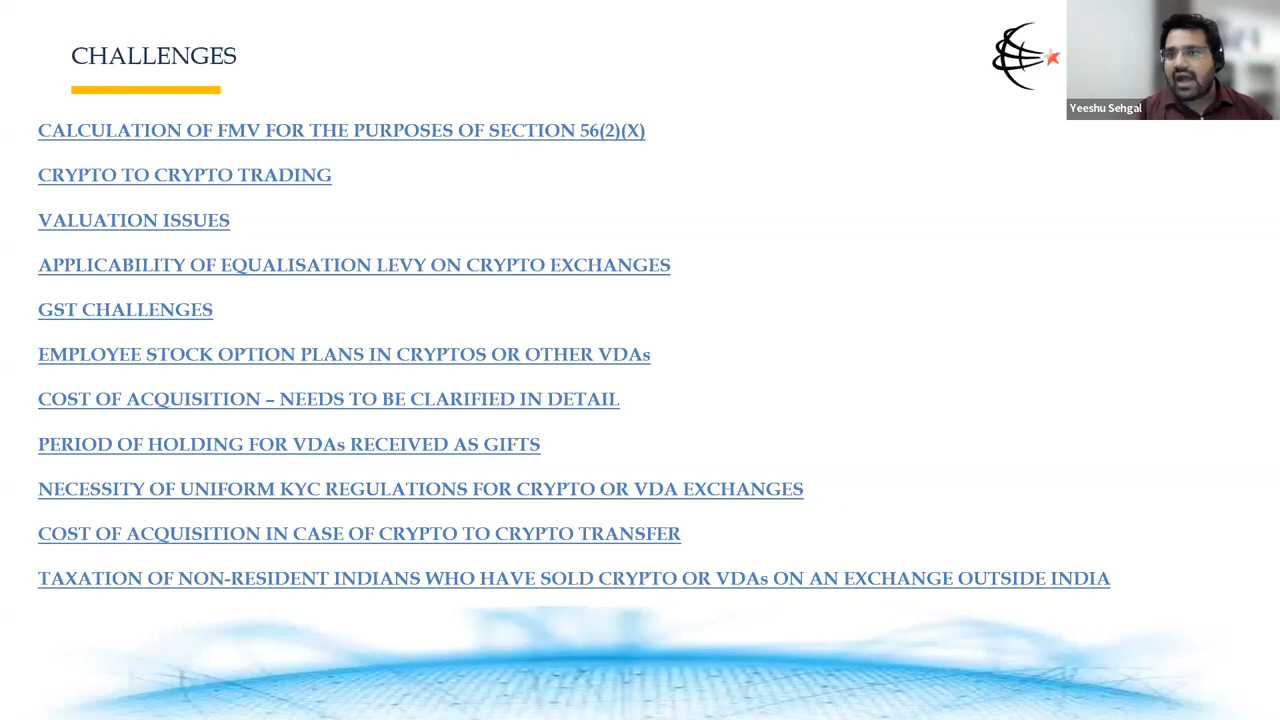 CHALLENGES
Yeeshu Sehgal
CALCULATION OF FMV FOR THE PURPOSES OF SECTION 56(2)(X)
CRYPTO TO CRYPTO TRADING
VALUATION ISSUES
APPLICABILITY OF EQUALISATION LEVY ON CRYPTO EXCHANGES
GST CHALLENGES
EMPLOYEE STOCK OPTION PLANS IN CRYPTOS OR OTHER VDAs
COST OF ACQUISITION – NEEDS TO BE CLARIFIED IN DETAIL
PERIOD OF HOLDING FOR VDAs RECEIVED AS GIFTS
NECESSITY OF UNIFORM KYC REGULATIONS FOR CRYPTO OR VDA EXCHANGES
COST OF ACQUISITION IN CASE OF CRYPTO TO CRYPTO TRANSFER
TAXATION OF NON-RESIDENT INDIANS WHO HAVE SOLD CRYPTO OR VDAs ON AN EXCHANGE OUTSIDE INDIA